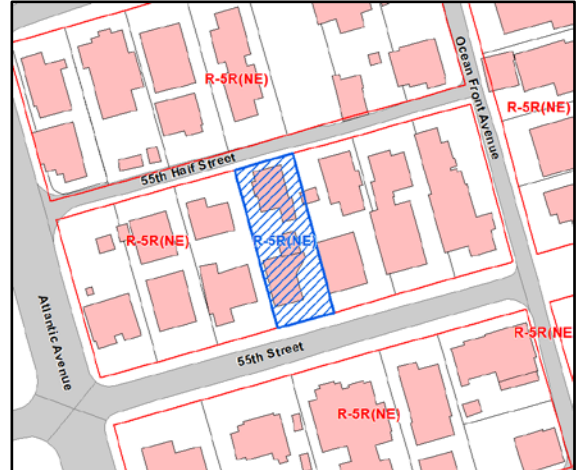 R-5R(NE)
Ocean Front Avenue
R-5R(NE)
55th Half Street
R-5R(NE)
R-5R(NE)
Atlantic Avenue
55th Street
R-5R(NE)
R-5R(NE)